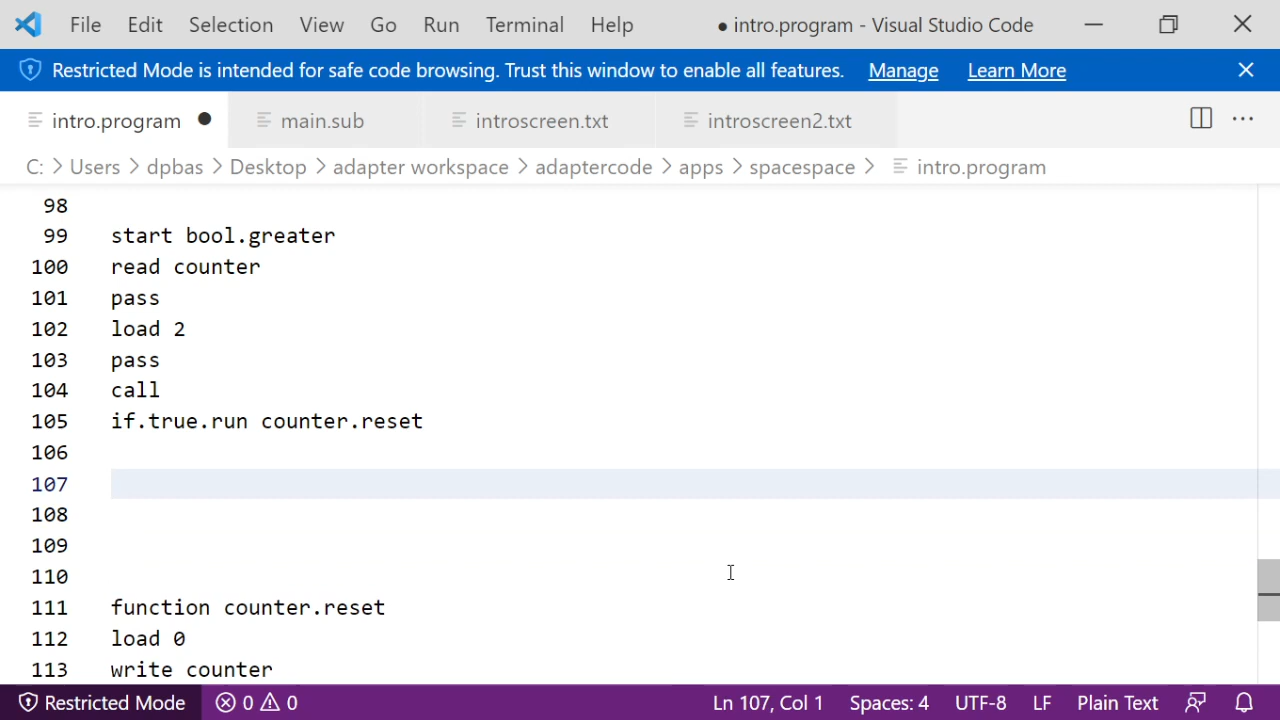 File Edit Selection View Go Run Terminal Help ● intro.program - Visual Studio Code
Restricted Mode is intended for safe code browsing. Trust this window to enable all features. Manage Learn More
intro.program main.sub introscreen.txt introscreen2.txt
C: > Users > dpbas > Desktop > adapter workspace > adaptercode > apps > spacespace > intro.program
98
99 start bool.greater
100 read counter
101 pass
102 load 2
103 pass
104 call
105 if.true.run counter.reset
106
107
108
109
110
111 function counter.reset
112 load 0
113 write counter
Restricted Mode 0 0 Ln 107, Col 1 Spaces: 4 UTF-8 LF Plain Text